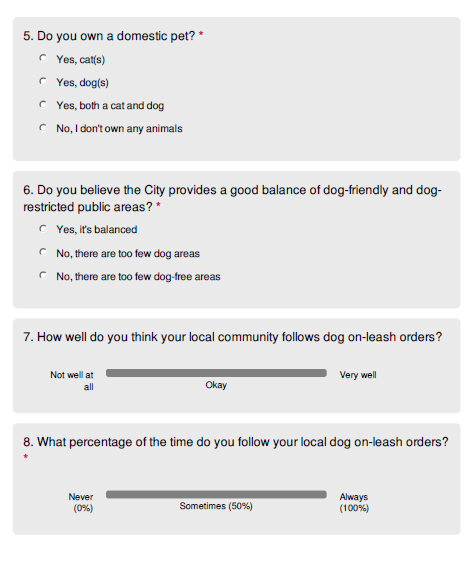 5. Do you own a domestic pet? *
Yes, cat(s)
Yes, dog(s)
Yes, both a cat and dog
No, I don't own any animals
6. Do you believe the City provides a good balance of dog-friendly and dog-
restricted public areas? *
Yes, it's balanced
No, there are too few dog areas
No, there are too few dog-free areas
7. How well do you think your local community follows dog on-leash orders?
Not well at
all
Okay
Very well
8. What percentage of the time do you follow your local dog on-leash orders?
*
Never
(0%)
Sometimes (50%)
Always
(100%)